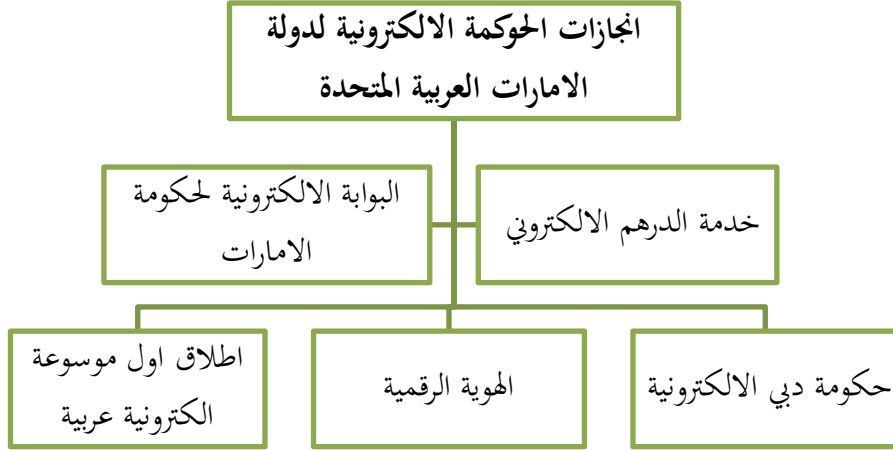 انجازات الحوكمة الالكترونية لدولة
الامارات العربية المتحدة
خدمة الدرهم الالكتروني
البوابة الالكترونية لحكومة
الامارات
حكومة دبي الالكترونية
الهوية الرقمية
اطلاق اول موسوعة
الكترونية عربية